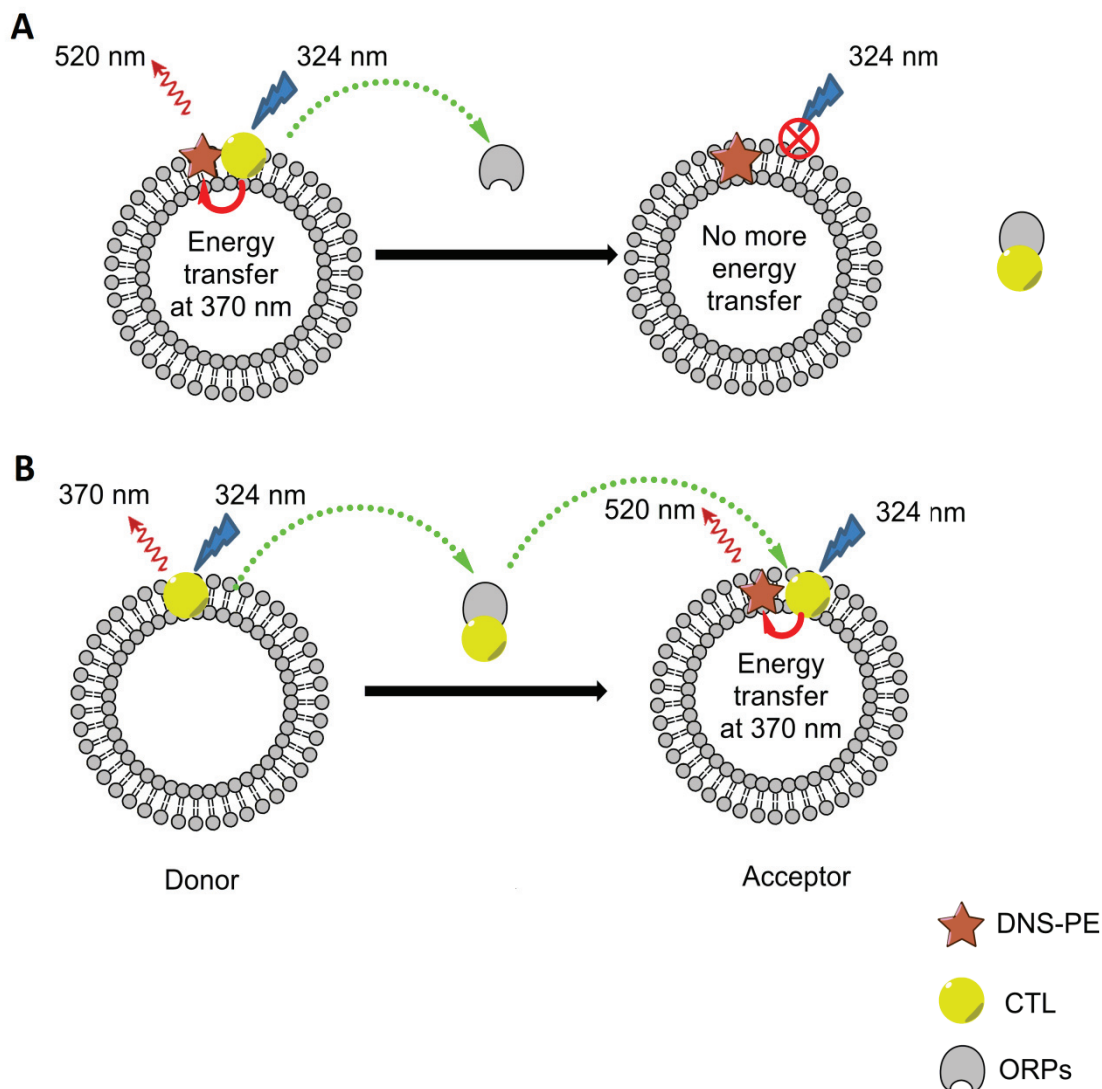 A
520 nm
324 nm
Energy
transfer
at 370 nm
324 nm
No more
energy
transfer
B
370 nm
324 nm
520 nm
324 nm
Energy
transfer
at 370 nm
Donor
Acceptor
DNS-PE
CTL
ORPs